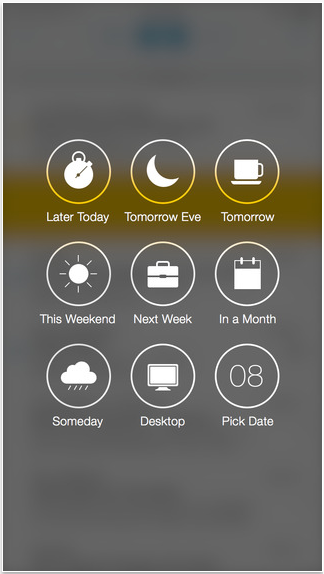 Later Today Tomorrow Eve Tomorrow
This Weekend Next Week In a Month
08
Someday Desktop Pick Date